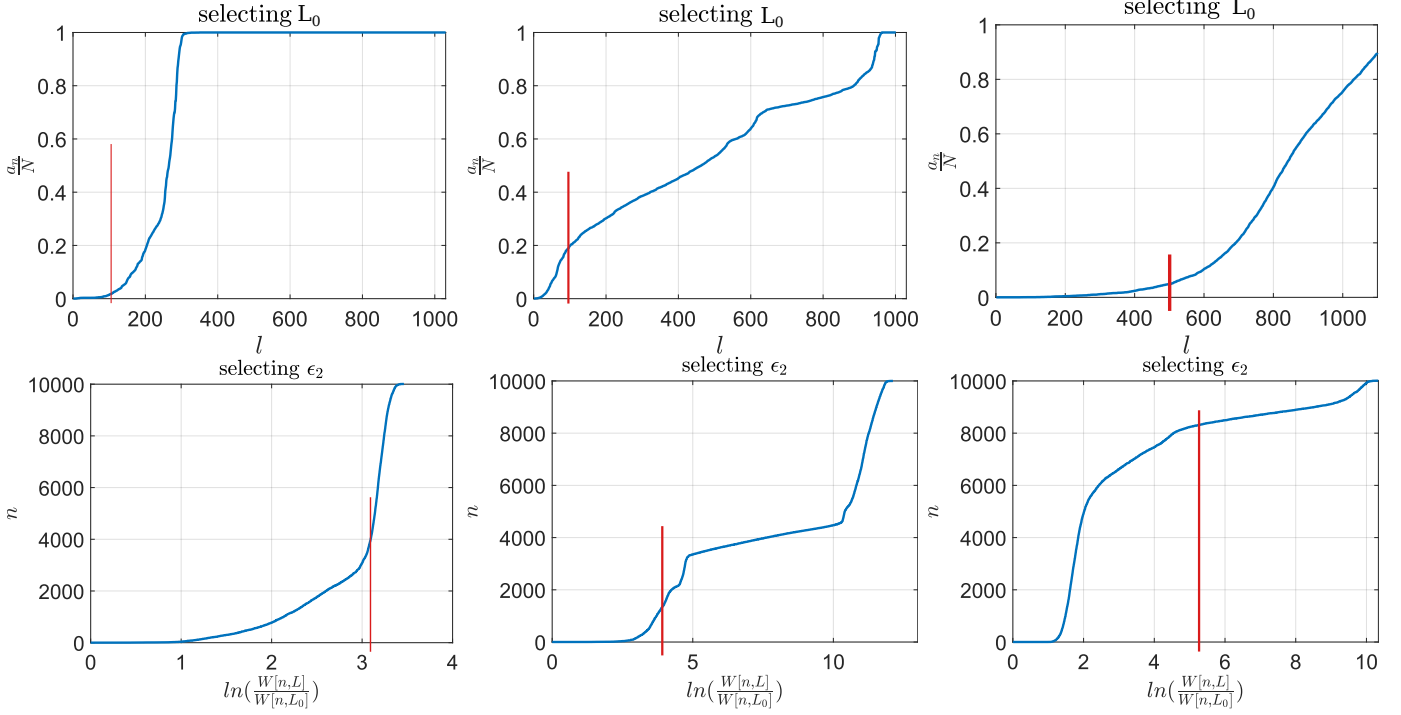 selecting L₀
1
0.8
0.6
0.4
0.2
0
aₙ/N
0 200 400 600 800 1000
l
selecting L₀
1
0.8
0.6
0.4
0.2
0
aₙ/N
0 200 400 600 800 1000
l
selecting L₀
1
0.8
0.6
0.4
0.2
0
aₙ/N
0 200 400 600 800 1000
l
selecting ϵ₂
10000
8000
6000
4000
2000
0
n
0 1 2 3 4
ln(W[n,L]/W[n,L₀])
selecting ϵ₂
10000
8000
6000
4000
2000
0
n
0 5 10
ln(W[n,L]/W[n,L₀])
selecting ϵ₂
10000
8000
6000
4000
2000
0
n
0 2 4 6 8 10
ln(W[n,L]/W[n,L₀])